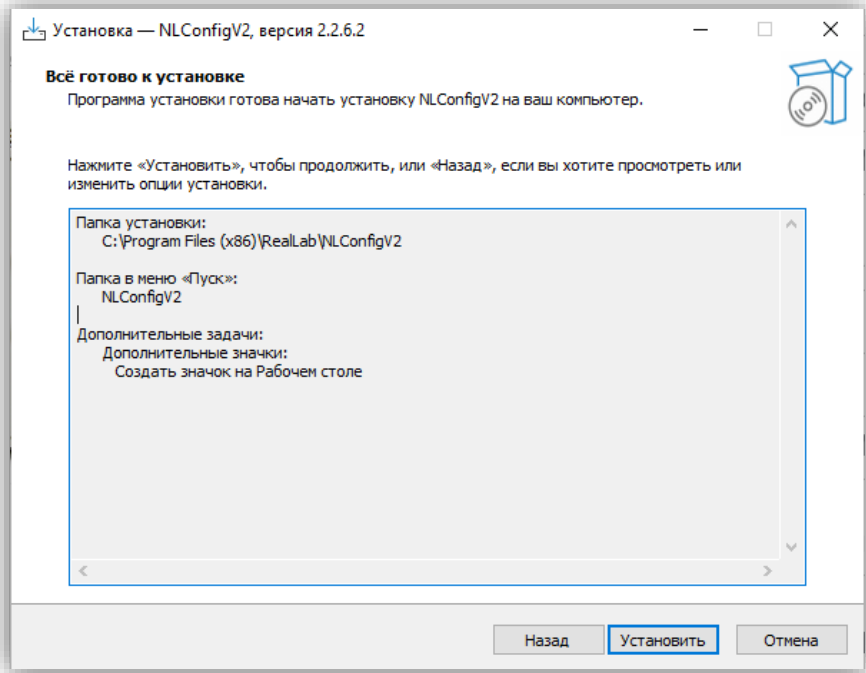 Установка — NLConfigV2, версия 2.2.6.2
Всё готово к установке
Программа установки готова начать установку NLConfigV2 на ваш компьютер.
Нажмите «Установить», чтобы продолжить, или «Назад», если вы хотите просмотреть или
изменить опции установки.
Папка установки:
C:\Program Files (x86)\RealLab\NLConfigV2
Папка в меню «Пуск»:
NLConfigV2
Дополнительные задачи:
Дополнительные значки:
Создать значок на Рабочем столе
Назад
Установить
Отмена